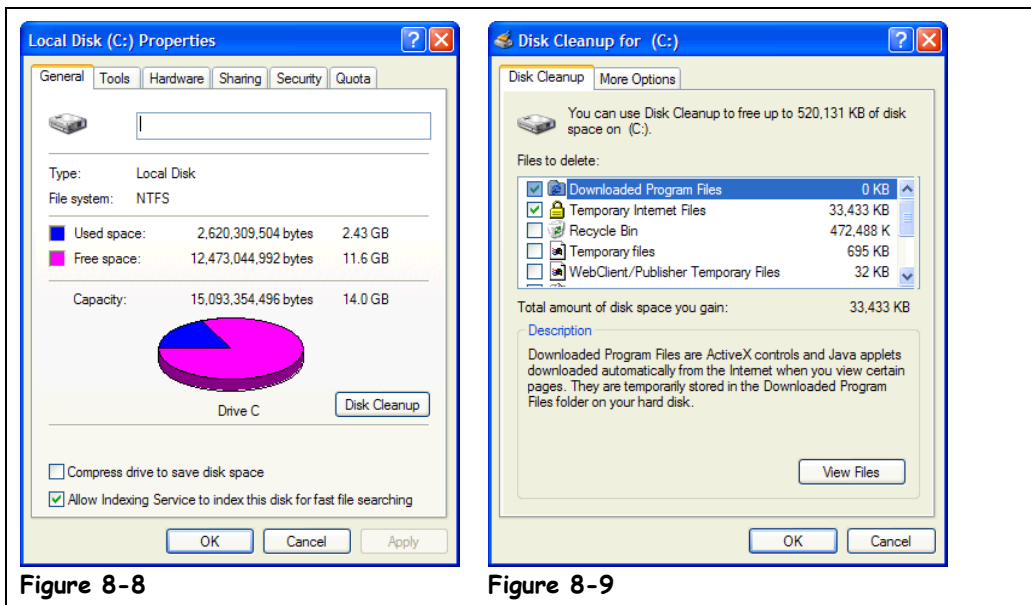 Local Disk (C:) Properties
General Tools Hardware Sharing Security Quota
Type: Local Disk
File system: NTFS
Used space: 2,620,309,504 bytes 2.43 GB
Free space: 12,473,044,992 bytes 11.6 GB
Capacity: 15,093,354,496 bytes 14.0 GB
Drive C
Disk Cleanup
Compress drive to save disk space
Allow Indexing Service to index this disk for fast file searching
OK Cancel Apply
Figure 8-8
Disk Cleanup for (C:)
Disk Cleanup More Options
You can use Disk Cleanup to free up to 520,131 KB of disk
space on (C:).
Files to delete:
Downloaded Program Files 0 KB
Temporary Internet Files 33,433 KB
Recycle Bin 472,488 K
Temporary files 695 KB
WebClient/Publisher Temporary Files 32 KB
Total amount of disk space you gain: 33,433 KB
Description
Downloaded Program Files are ActiveX controls and Java applets
downloaded automatically from the Internet when you view certain
pages. They are temporarily stored in the Downloaded Program
Files folder on your hard disk.
View Files
OK Cancel
Figure 8-9